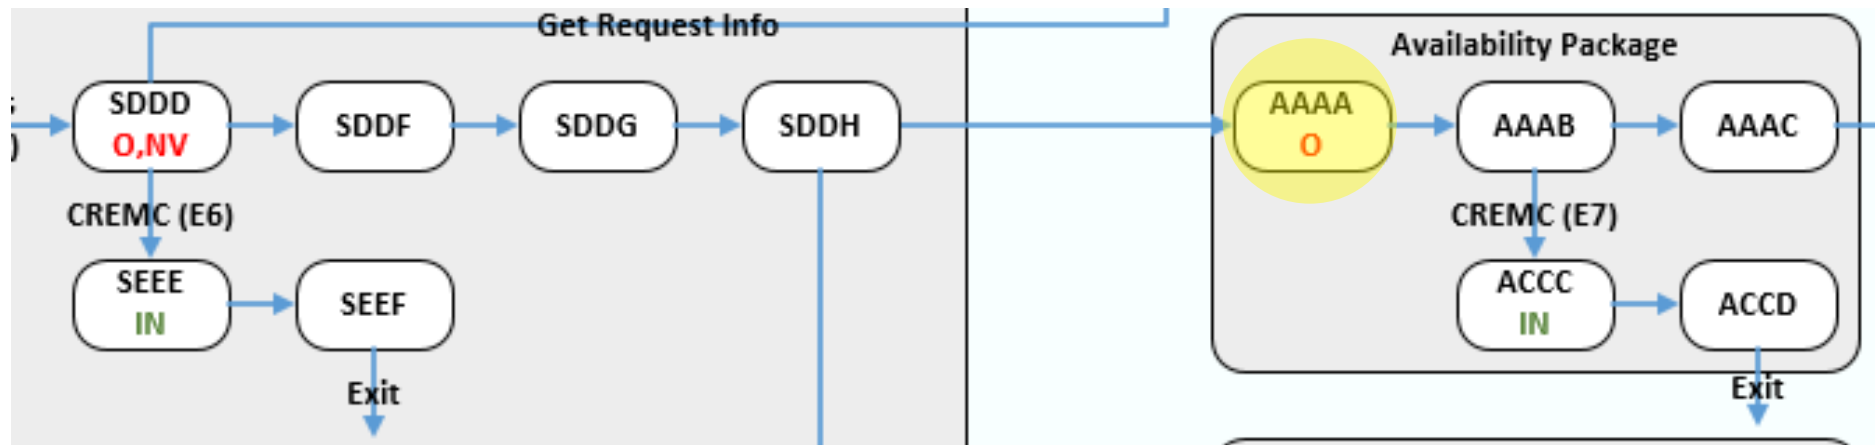 Get Request Info
Availability Package
SDDD
O,NV
SDDF
SDDG
SDDH
AAAA
O
AAAB
AAAC
)
CREMC (E6)
CREMC (E7)
SEEE
IN
SEEF
ACCC
IN
ACCD
Exit
Exit